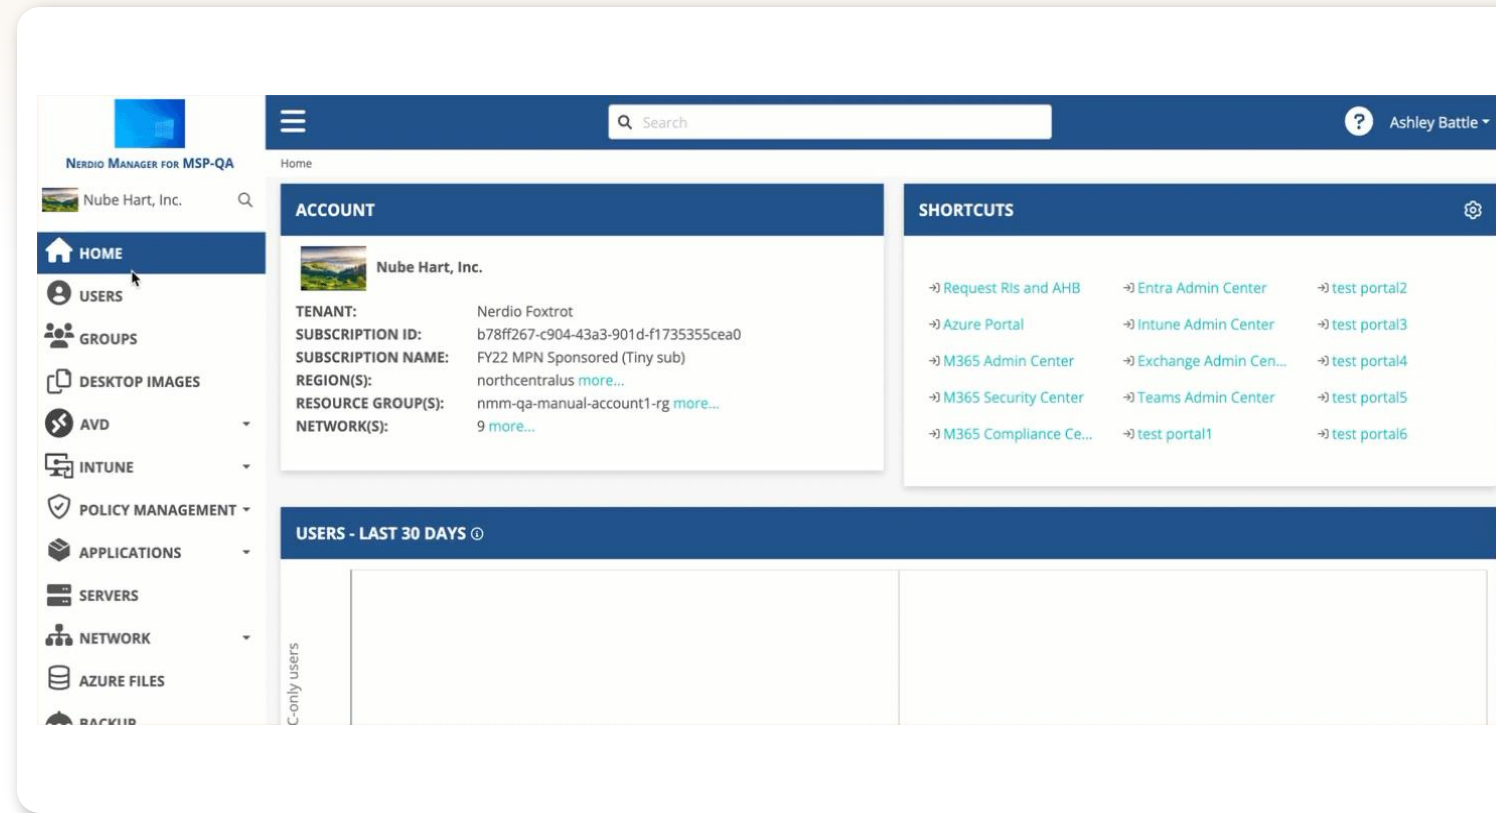 Search
? Ashley Battle
NERDIO MANAGER FOR MSP-QA
Home
Nube Hart, Inc.
HOME
USERS
GROUPS
DESKTOP IMAGES
AVD
INTUNE
POLICY MANAGEMENT
APPLICATIONS
SERVERS
NETWORK
AZURE FILES
BACKUP
ACCOUNT
Nube Hart, Inc.
TENANT: Nerdio Foxtrot
SUBSCRIPTION ID: b78ff267-c904-43a3-901d-f1735355cea0
SUBSCRIPTION NAME: FY22 MPN Sponsored (Tiny sub)
REGION(S): northcentralus more...
RESOURCE GROUP(S): nmm-qa-manual-account1-rg more...
NETWORK(S): 9 more...
SHORTCUTS
Request RIs and AHB Entra Admin Center test portal2
Azure Portal Intune Admin Center test portal3
M365 Admin Center Exchange Admin Cen... test portal4
M365 Security Center Teams Admin Center test portal5
M365 Compliance Ce... test portal1 test portal6
USERS - LAST 30 DAYS
C-only users